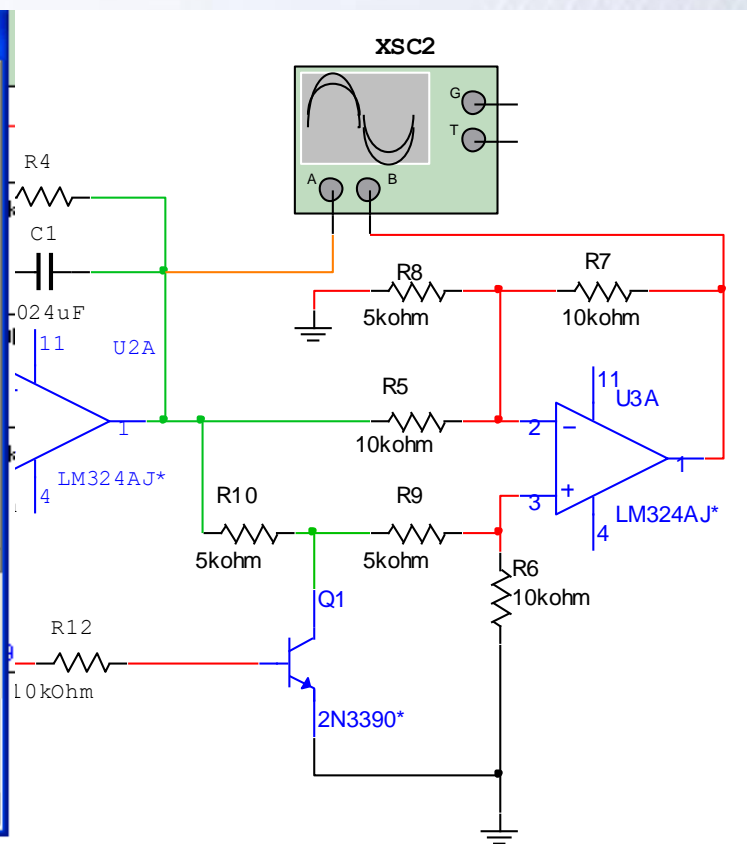 XSC2
G
T
A
B
R4
C1
024uF
11
U2A
1
LM324AJ*
4
R8
5kohm
R7
10kohm
R5
10kohm
11
U3A
2
3
1
LM324AJ*
4
R10
5kohm
R9
5kohm
R6
10kohm
Q1
2N3390*
R12
10kOhm